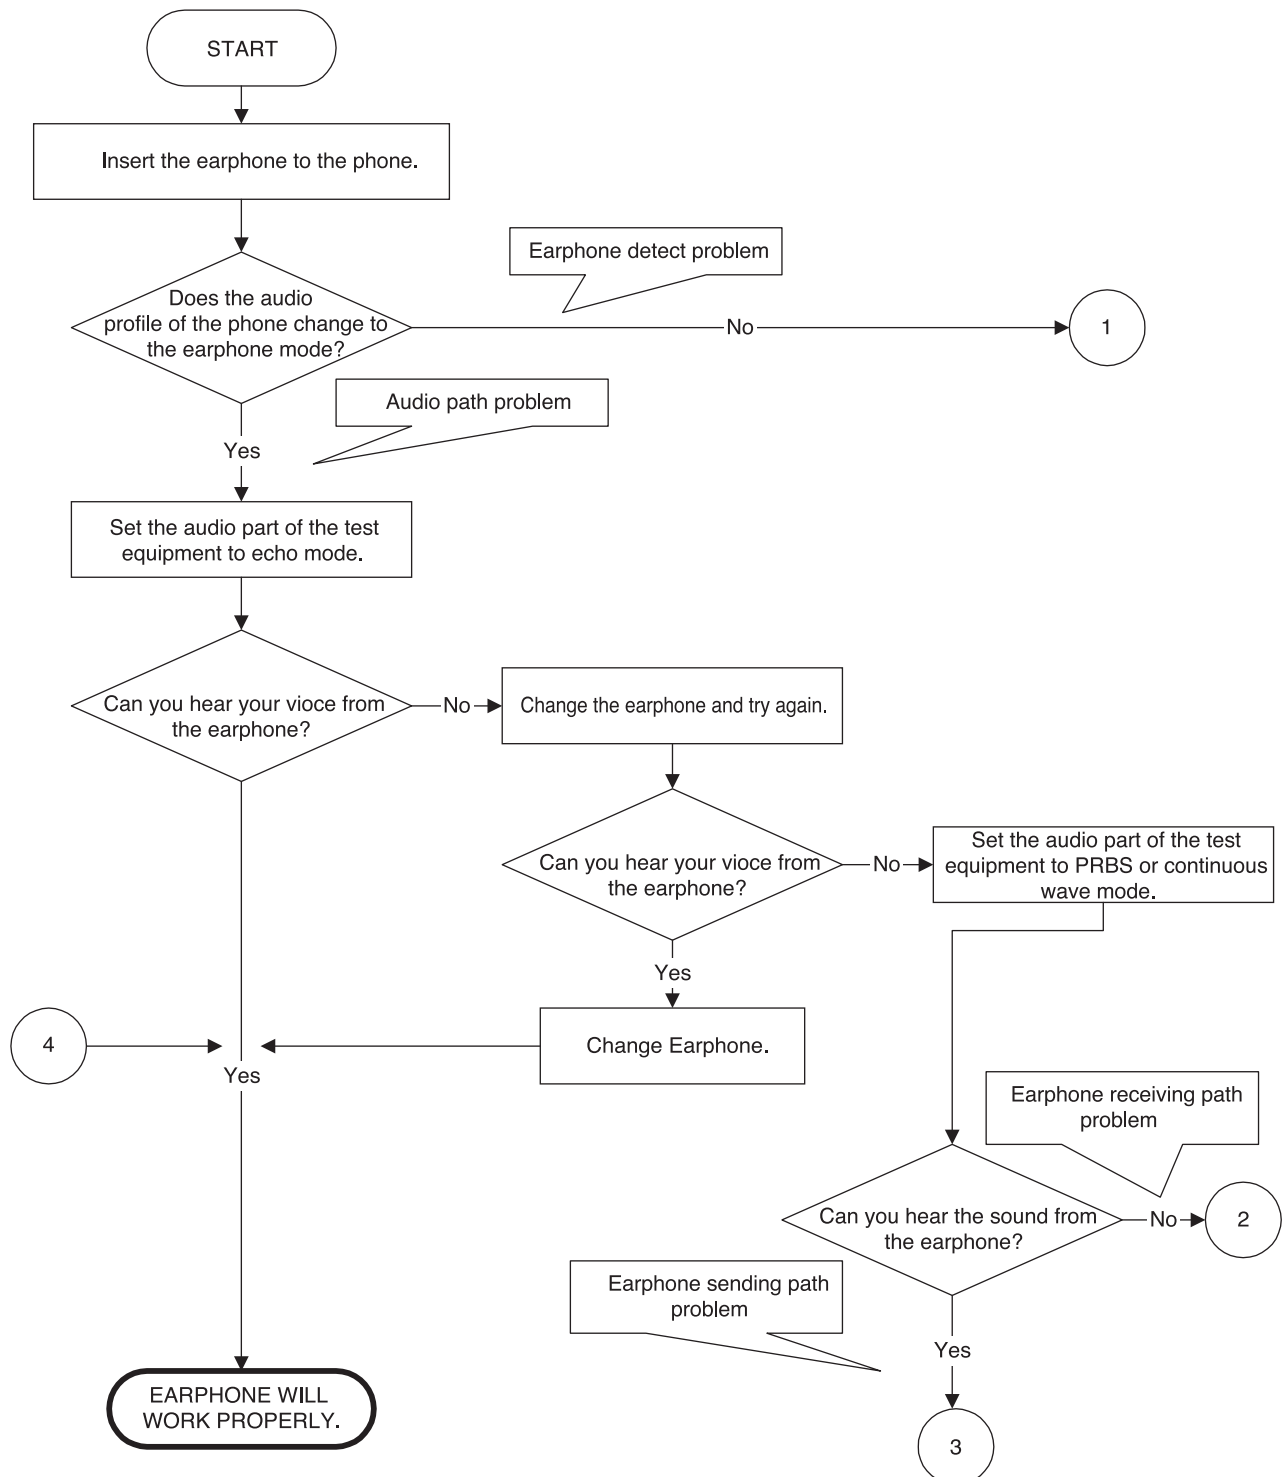 START
Insert the earphone to the phone.
Earphone detect problem
Does the audio
profile of the phone change to
the earphone mode?
No
1
Audio path problem
Yes
Set the audio part of the test
equipment to echo mode.
Can you hear your vioce from
the earphone?
No
Change the earphone and try again.
Can you hear your vioce from
the earphone?
No
Set the audio part of the test
equipment to PRBS or continuous
wave mode.
Yes
Change Earphone.
4
Yes
Earphone receiving path
problem
Can you hear the sound from
the earphone?
No
2
Earphone sending path
problem
Yes
EARPHONE WILL
WORK PROPERLY.
3